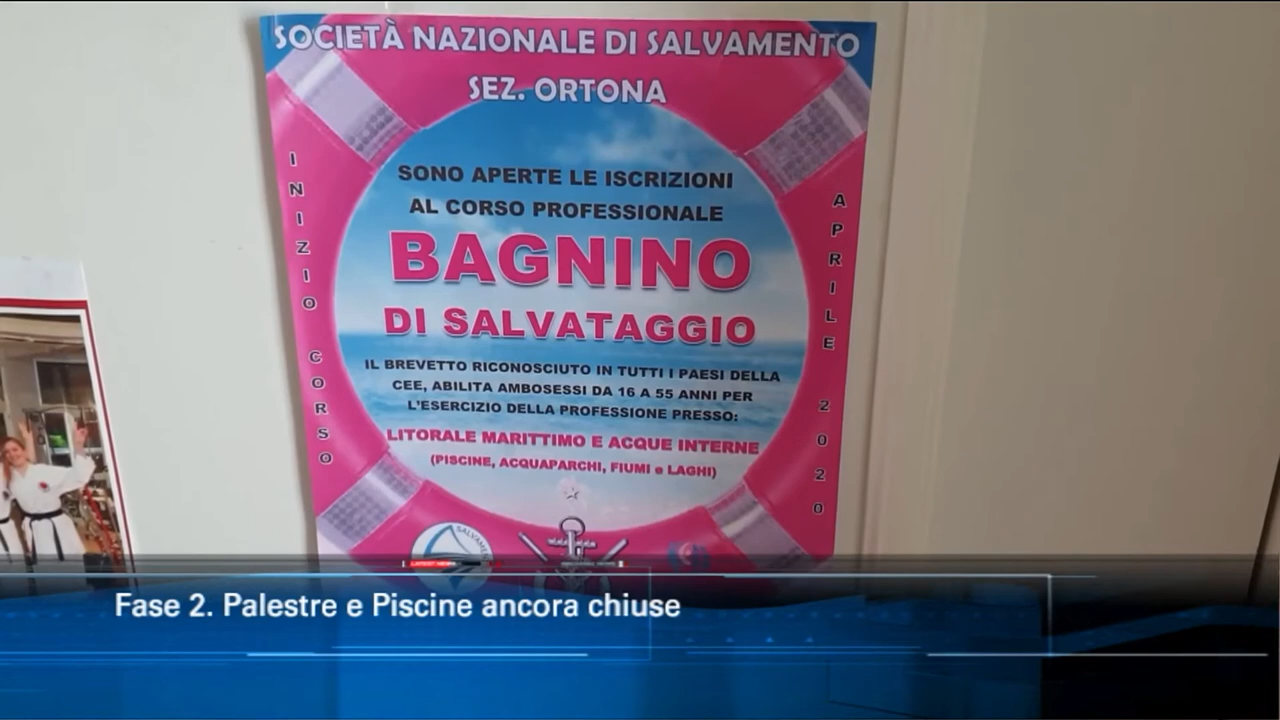 SOCIETÀ NAZIONALE DI SALVAMENTO
SEZ. ORTONA
INIZIO CORSO
APRILE 2020
SONO APERTE LE ISCRIZIONI
AL CORSO PROFESSIONALE
BAGNINO
DI SALVATAGGIO
IL BREVETTO RICONOSCIUTO IN TUTTI I PAESI DELLA
CEE, ABILITA AMBOSESSI DA 16 A 55 ANNI PER
L'ESERCIZIO DELLA PROFESSIONE PRESSO:
LITORALE MARITTIMO E ACQUE INTERNE
(PISCINE, ACQUAPARCHI, FIUMI e LAGHI)
LATEST NEWS
Fase 2. Palestre e Piscine ancora chiuse